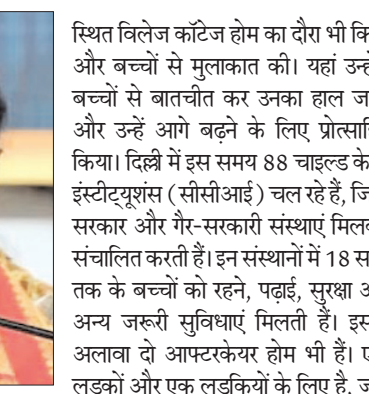 स्थित विलेज कॉटेज होम का दौरा भी कि
और बच्चों से मुलाकात की। यहां उन्ह
बच्चों से बातचीत कर उनका हाल ज
और उन्हें आगे बढ़ने के लिए प्रोत्सा
किया। दिल्ली में इस समय 88 चाइल्ड के
इंस्टीट्यूशंस (सीसीआई) चल रहे हैं, जि
सरकार और गैर-सरकारी संस्थाएं मिल
संचालित करती हैं। इन संस्थानों में 18 स
तक के बच्चों को रहने, पढ़ाई, सुरक्षा
अन्य जरूरी सुविधाएं मिलती हैं। इस
अलावा दो आफ्टरकेयर होम भी हैं। ए
लड़कों और एक लड़कियों के लिए है, ज